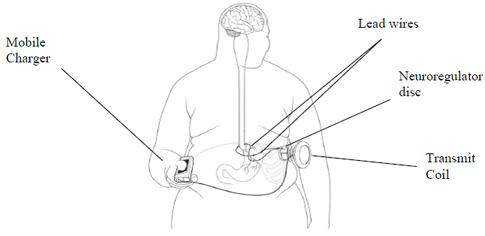 Mobile
Charger
Lead wires
Neuroregulator
disc
Transmit
Coil